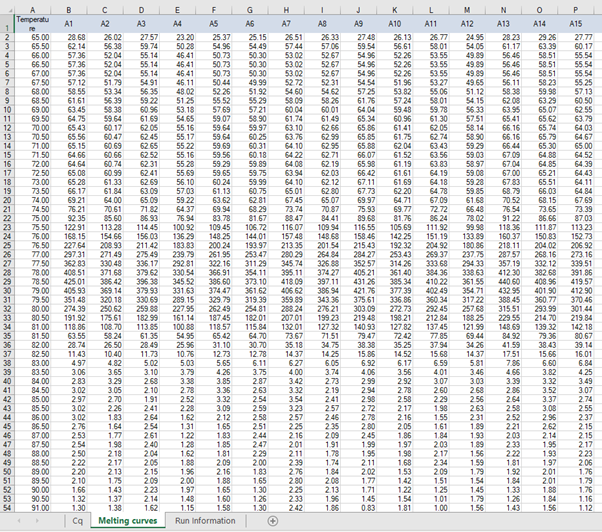 A B C D E F G H I J K L M N O P
1 Temperatu
re A1 A2 A3 A4 A5 A6 A7 A8 A9 A10 A11 A12 A13 A14 A15
2 65.00 28.68 26.02 27.57 23.20 25.37 25.15 26.51 26.33 27.48 26.13 26.77 24.95 28.23 29.26 27.77
3 65.50 62.14 56.38 59.74 50.28 54.96 54.49 57.44 57.06 59.54 56.61 58.01 54.05 61.17 63.39 60.17
4 66.00 57.36 52.04 55.14 46.41 50.73 50.30 53.02 52.67 54.96 52.26 53.55 49.89 56.46 58.51 55.54
5 66.50 57.36 52.04 55.14 46.41 50.73 50.30 53.02 52.67 54.96 52.26 53.55 49.89 56.46 58.51 55.54
6 67.00 57.36 52.04 55.14 46.41 50.73 50.30 53.02 52.67 54.96 52.26 53.55 49.89 56.46 58.51 55.54
7 67.50 57.12 51.79 54.91 46.11 50.44 49.99 52.72 52.31 54.54 51.96 53.27 49.65 56.11 58.23 55.25
8 68.00 58.55 53.34 56.35 48.02 52.26 51.92 54.60 54.62 57.25 53.82 55.06 51.12 58.38 59.98 57.13
9 68.50 61.61 56.39 59.22 51.25 55.52 55.29 58.09 58.26 61.76 57.24 58.01 54.15 62.08 63.29 60.50
10 69.00 63.45 58.38 60.96 53.18 57.69 57.21 60.04 60.01 64.04 59.48 59.78 56.33 63.95 65.07 62.55
11 69.50 64.75 59.64 61.69 54.65 59.07 58.90 61.74 61.49 65.34 60.96 61.30 57.51 65.41 65.62 63.79
12 70.00 65.43 60.17 62.05 55.16 59.64 59.97 63.10 62.66 65.86 61.41 62.05 58.14 66.16 65.74 64.03
13 70.50 65.56 60.47 62.45 55.17 59.64 60.25 63.76 62.99 65.85 61.75 62.74 58.90 66.16 65.79 64.67
14 71.00 65.15 60.69 62.65 55.22 59.69 60.31 64.10 62.95 65.88 62.04 63.43 59.29 66.44 65.30 65.00
15 71.50 64.66 60.66 62.52 55.16 59.56 60.18 64.22 62.71 66.07 61.52 63.56 59.03 67.09 64.88 64.52
16 72.00 64.64 60.74 62.31 55.28 59.29 59.89 64.08 62.19 65.98 61.19 63.83 58.97 67.04 64.85 64.39
17 72.50 65.08 60.99 62.41 55.69 59.65 59.75 63.94 62.03 66.42 61.61 64.19 59.08 67.00 65.21 64.43
18 73.00 65.28 61.33 62.69 56.10 60.24 59.99 64.10 62.12 67.11 61.69 64.18 59.28 67.83 65.51 64.11
19 73.50 66.17 61.84 63.09 57.03 61.13 60.75 65.01 62.80 67.73 62.20 64.78 59.85 68.79 66.03 64.84
20 74.00 69.21 64.00 65.09 59.22 63.62 62.81 67.45 65.07 69.97 64.71 67.09 61.68 70.52 68.15 67.69
21 74.50 76.21 70.61 71.82 64.37 69.94 68.29 73.74 70.87 75.93 69.77 72.72 66.48 76.54 73.65 73.39
22 75.00 92.35 85.60 86.93 76.94 83.78 81.67 88.47 84.41 89.68 81.76 86.24 78.02 91.22 86.66 87.03
23 75.50 122.91 113.28 114.45 100.92 109.45 106.72 116.07 109.94 116.55 105.69 111.92 99.98 118.36 111.87 113.23
24 76.00 168.15 154.66 156.03 136.29 148.25 144.01 157.48 148.68 158.46 142.25 151.19 133.89 160.37 150.83 152.73
25 76.50 227.64 208.93 211.42 183.83 200.24 193.97 213.35 201.54 215.43 192.32 204.92 180.86 218.11 204.02 206.92
26 77.00 297.31 271.49 275.49 239.79 261.95 253.47 280.29 264.84 284.27 253.43 269.37 237.75 287.57 268.16 273.16
27 77.50 362.83 330.48 336.17 292.81 322.16 311.29 345.74 326.88 352.57 314.26 333.68 294.33 357.19 332.12 339.51
28 78.00 408.51 371.68 379.62 330.54 366.91 354.11 395.11 374.27 405.21 361.40 384.36 338.63 412.30 382.68 391.86
29 78.50 425.01 386.42 396.38 345.52 386.60 373.10 418.09 397.11 431.26 385.34 410.22 361.55 440.60 408.96 419.57
30 79.00 405.93 369.14 379.93 331.63 374.47 361.62 406.62 386.94 421.76 377.39 402.49 354.71 432.95 401.90 412.90
31 79.50 351.48 320.18 330.69 289.15 329.79 319.39 359.89 343.36 375.61 336.86 360.34 317.22 388.45 360.77 370.46
32 80.00 274.39 250.62 259.88 227.95 262.49 254.81 288.24 276.21 303.09 272.73 292.45 257.68 315.51 293.99 301.44
33 80.50 191.92 175.61 182.99 161.14 187.45 182.01 207.01 199.23 219.48 198.21 212.84 188.25 229.55 214.70 219.84
34 81.00 118.86 108.70 113.85 100.88 118.57 115.84 132.01 127.32 140.93 127.82 137.45 121.99 148.69 139.32 142.18
35 81.50 63.55 58.24 61.35 54.95 65.42 63.67 73.67 71.51 79.47 72.42 77.85 69.44 84.92 79.36 80.67
36 82.00 28.74 26.50 28.49 25.96 31.10 30.70 35.18 34.75 38.38 35.25 37.94 34.26 41.59 38.43 39.14
37 82.50 11.43 10.40 11.73 10.76 12.73 12.78 14.37 14.25 15.86 14.52 15.68 14.37 17.51 15.66 16.01
38 83.00 4.97 4.82 5.02 5.03 5.65 6.11 6.27 6.05 6.92 6.17 6.59 5.81 7.86 6.60 6.84
39 83.50 3.06 3.65 3.10 3.79 4.26 3.75 4.00 3.74 4.06 3.56 4.01 3.46 4.66 3.82 4.25
40 84.00 2.83 3.29 2.68 3.38 3.85 2.87 3.42 2.73 2.99 2.92 3.07 3.03 3.39 3.32 3.49
41 84.50 3.02 3.05 2.10 2.78 3.36 2.63 3.32 2.19 2.94 2.78 2.60 2.68 2.86 3.52 3.07
42 85.00 2.97 2.70 1.91 2.52 3.32 2.54 3.54 2.41 2.98 2.58 2.29 2.56 2.64 3.37 2.74
43 85.50 3.02 2.26 2.41 2.28 3.09 2.59 3.23 2.57 2.72 2.17 1.98 2.63 2.58 3.08 2.55
44 86.00 3.02 1.83 2.64 1.62 2.12 2.58 2.57 2.46 2.78 2.16 1.55 2.31 2.52 2.96 2.37
45 86.50 2.76 1.64 2.54 1.31 1.65 2.51 2.25 2.35 2.80 2.05 1.61 1.89 2.21 2.62 2.15
46 87.00 2.53 1.77 2.61 1.22 1.83 2.44 2.16 2.09 2.45 1.86 1.84 1.93 2.03 2.14 2.15
47 87.50 2.54 1.98 2.40 1.28 1.85 2.47 2.01 1.91 1.99 1.97 2.03 1.89 2.33 1.95 2.17
48 88.00 2.50 2.18 2.04 1.62 1.81 2.29 2.11 1.78 1.95 1.98 2.17 1.56 2.22 1.93 2.23
49 88.50 2.22 2.17 2.05 1.88 2.09 2.00 2.39 1.74 2.11 1.68 2.34 1.59 1.81 1.97 2.06
50 89.00 2.20 2.13 2.15 1.96 2.16 1.83 2.76 1.84 2.02 1.53 2.09 1.79 1.92 2.01 1.76
51 89.50 2.10 1.75 2.09 2.00 1.88 1.65 2.80 2.08 1.77 1.42 1.51 1.54 1.84 2.01 1.79
52 90.00 1.66 1.43 2.23 1.97 1.65 1.30 2.25 2.13 1.71 1.22 1.25 1.45 1.33 1.88 1.76
53 90.50 1.32 1.37 2.14 1.48 1.60 1.26 2.33 1.96 1.45 1.54 1.01 1.79 1.26 1.84 1.16
54 91.00 1.30 1.38 1.62 1.15 1.58 1.30 2.42 1.86 0.83 1.81 1.00 1.56 1.43 1.56 1.12
Cq Melting curves Run Information